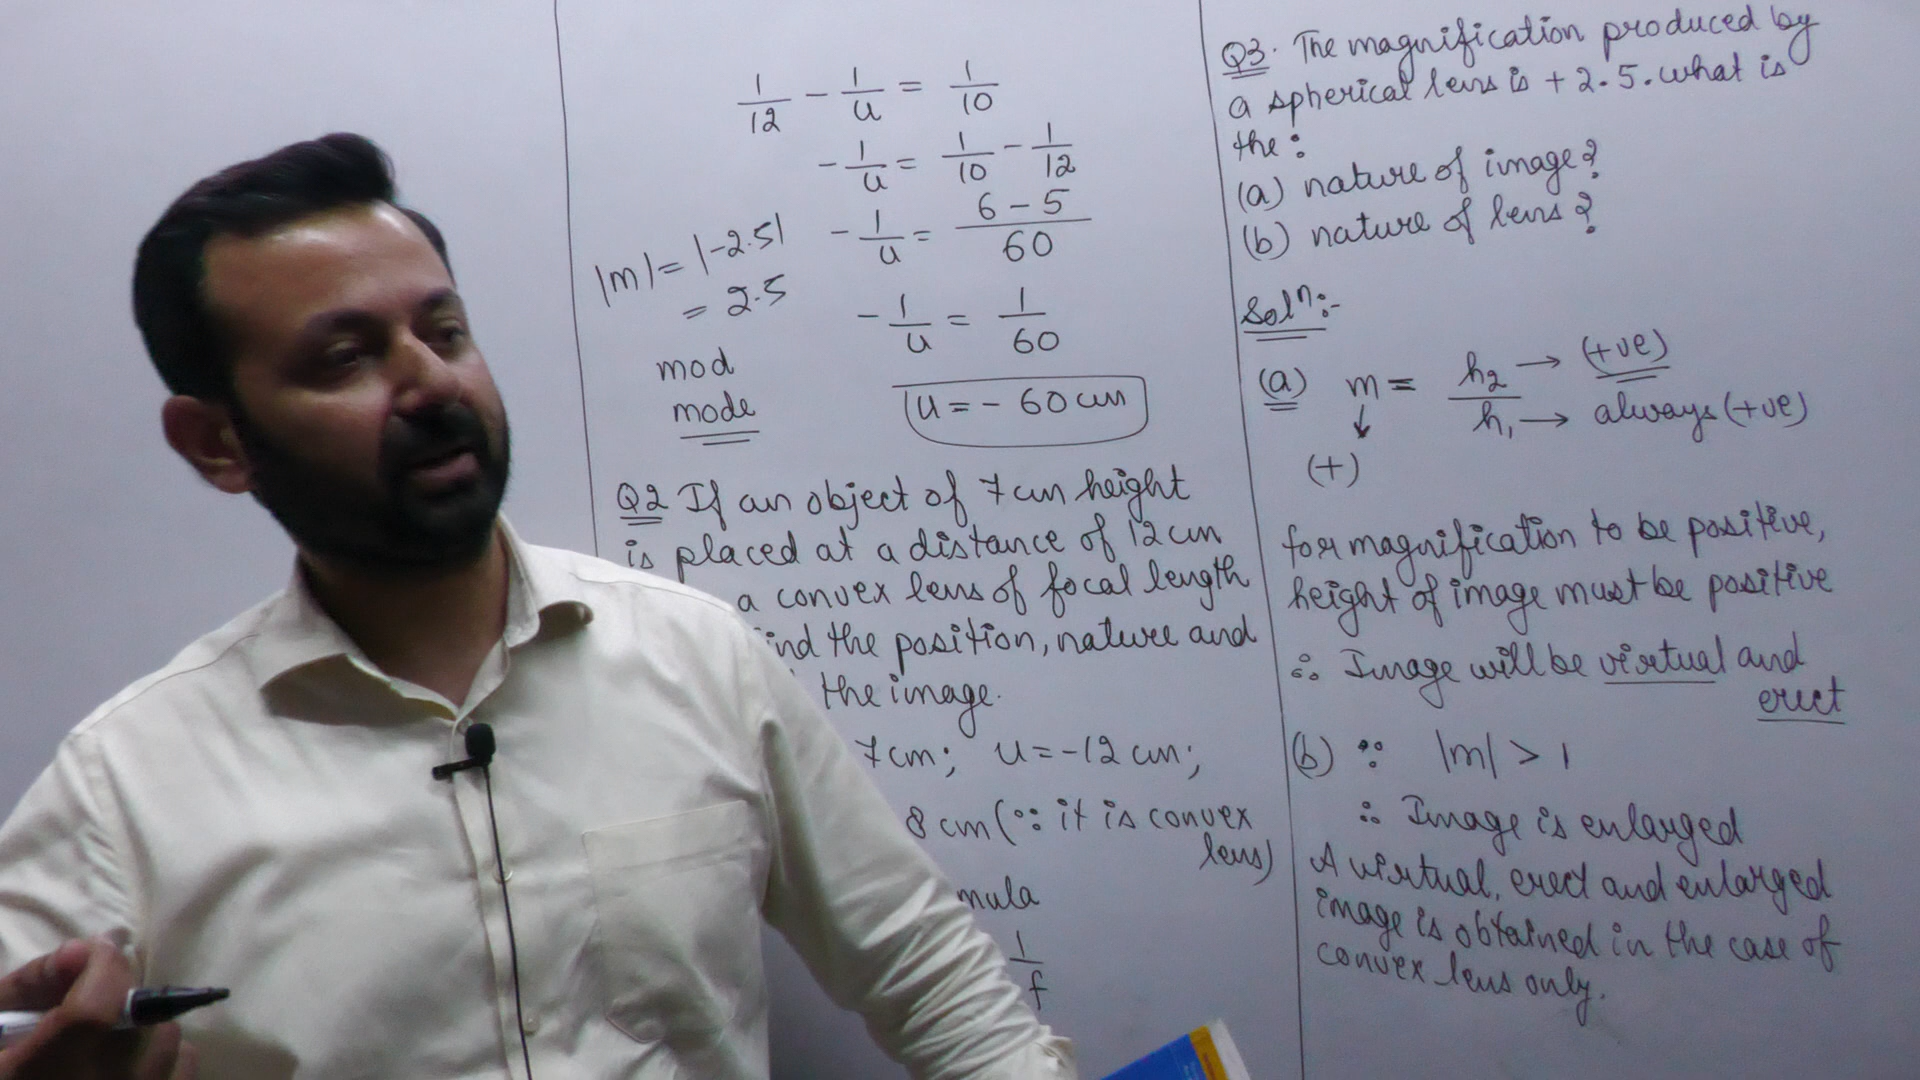 1/12 - 1/u = 1/10
- 1/u = 1/10 - 1/12
- 1/u = 6 - 5 / 60
- 1/u = 1/60
u = - 60 cm
|m| = |-2.5|
= 2.5
mod
mode
Q2 If an object of 7 cm height
is placed at a distance of 12 cm
a convex lens of focal length
ind the position, nature and
the image.
7 cm; u = -12 cm;
8 cm (∵ it is convex
lens)
mula
1/f
Q3. The magnification produced by
a spherical lens is + 2.5. what is
the:
(a) nature of image?
(b) nature of lens?
Solⁿ:-
(a) m = h₂/h₁
h₂ → (+ve)
h₁ → always (+ve)
↓
(+)
for magnification to be positive,
height of image must be positive
∴ Image will be virtual and
erect
(b) ∵ |m| > 1
∴ Image is enlarged
A virtual, erect and enlarged
image is obtained in the case of
convex lens only.